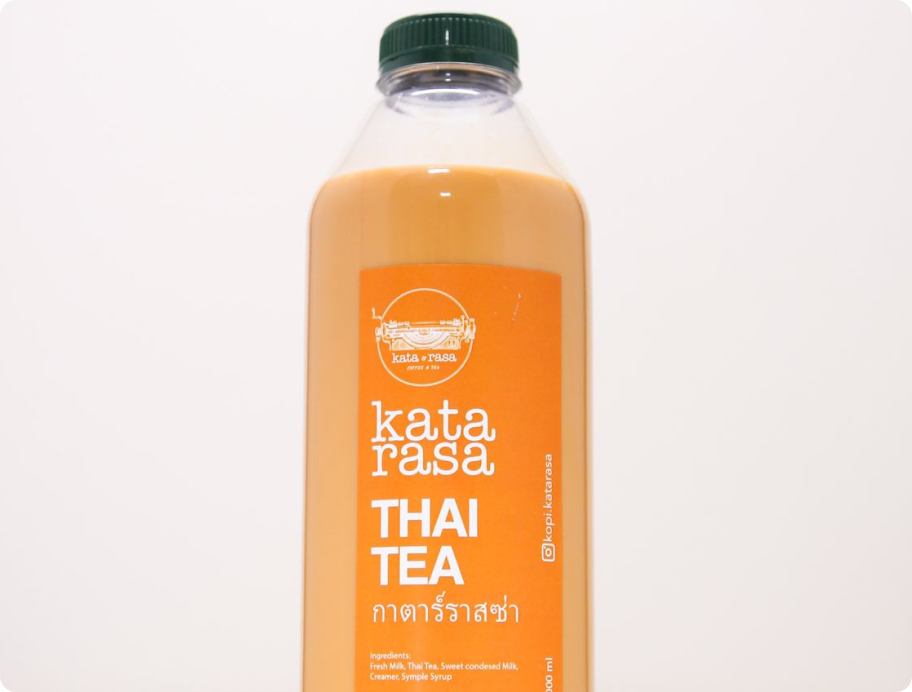 kata & rasa
COFFEE & TEA
kata
rasa
THAI
TEA
กาตาร์ราสซ่า
Ingredients:
Fresh Milk, Thai Tea, Sweet condesed Milk,
Creamer, Symple Syrup
kopi.katarasa